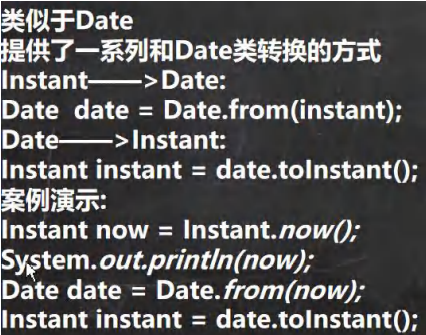 类似于Date
提供了一系列和Date类转换的方式
Instant——>Date:
Date date = Date.from(instant);
Date——>Instant:
Instant instant = date.toInstant();
案例演示:
Instant now = Instant.now();
System.out.println(now);
Date date = Date.from(now);
Instant instant = date.toInstant();